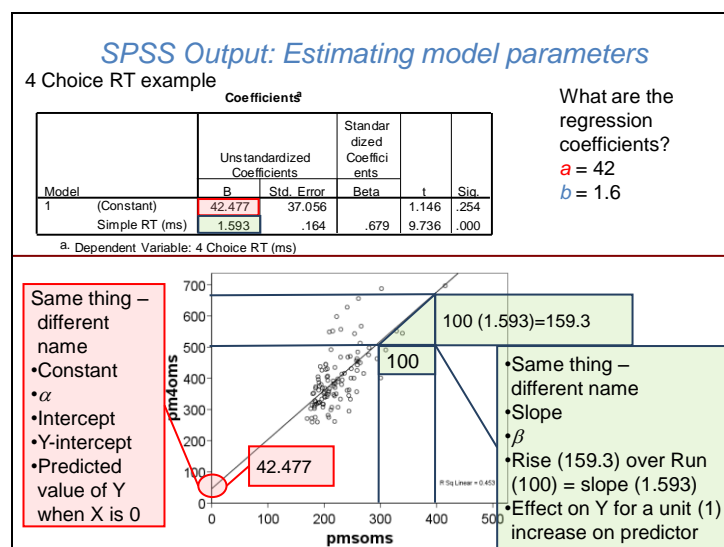 SPSS Output: Estimating model parameters
4 Choice RT example
Coefficients a
Model
Unstandardized Coefficients
Standar
dized
Coeffici
ents
t
Sig.
B
Std. Error
Beta
1 (Constant) 42.477 37.056 1.146 .254
Simple RT (ms) 1.593 .164 .679 9.736 .000
a. Dependent Variable: 4 Choice RT (ms)
What are the
regression
coefficients?
a = 42
b = 1.6
Same thing –
different
name
•Constant
•α
•Intercept
•Y-intercept
•Predicted
value of Y
when X is 0
pm4oms
700
600
500
400
300
200
100
0
0 100 200 300 400 500
pmsoms
42.477
100
100 (1.593)=159.3
R Sq Linear = 0.453
•Same thing –
different name
•Slope
•β
•Rise (159.3) over Run
(100) = slope (1.593)
•Effect on Y for a unit (1)
increase on predictor